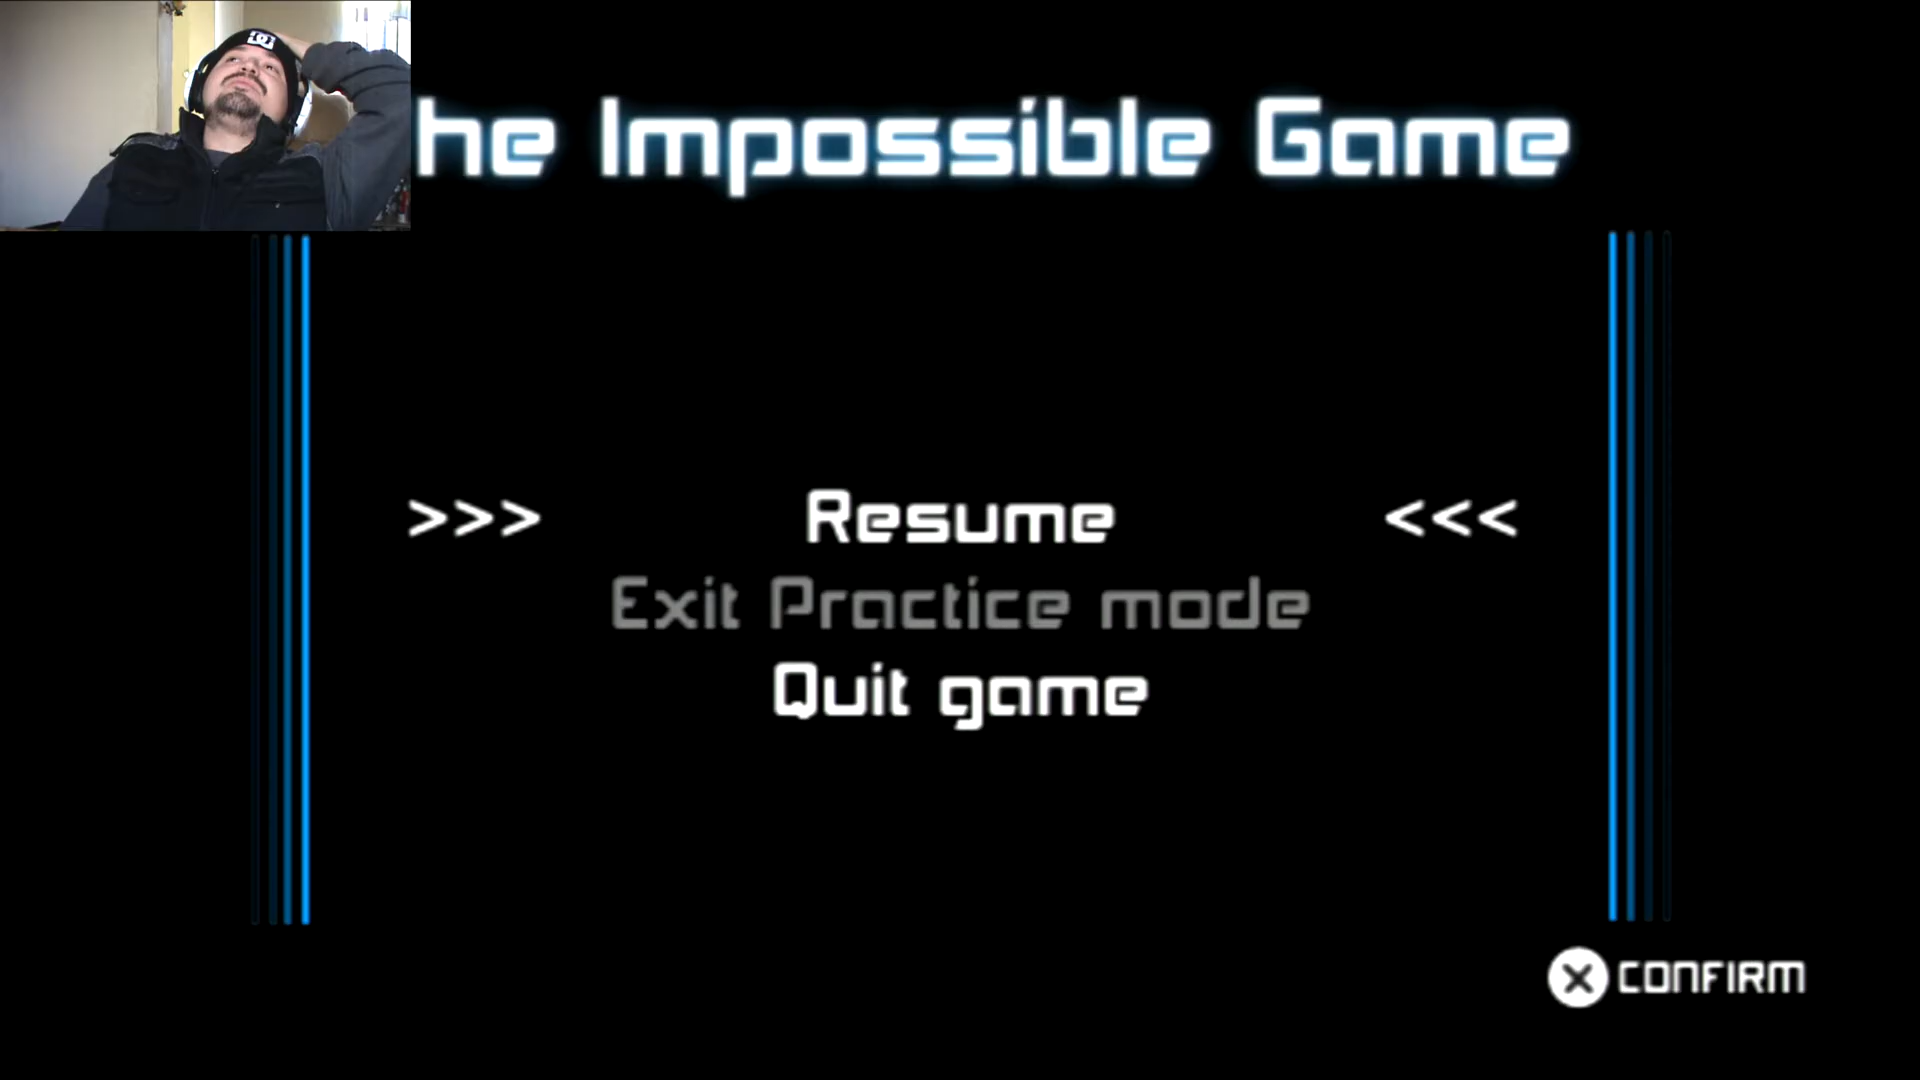 he Impossible Game
>>> Resume <<<
Exit Practice mode
Quit game
X CONFIRM